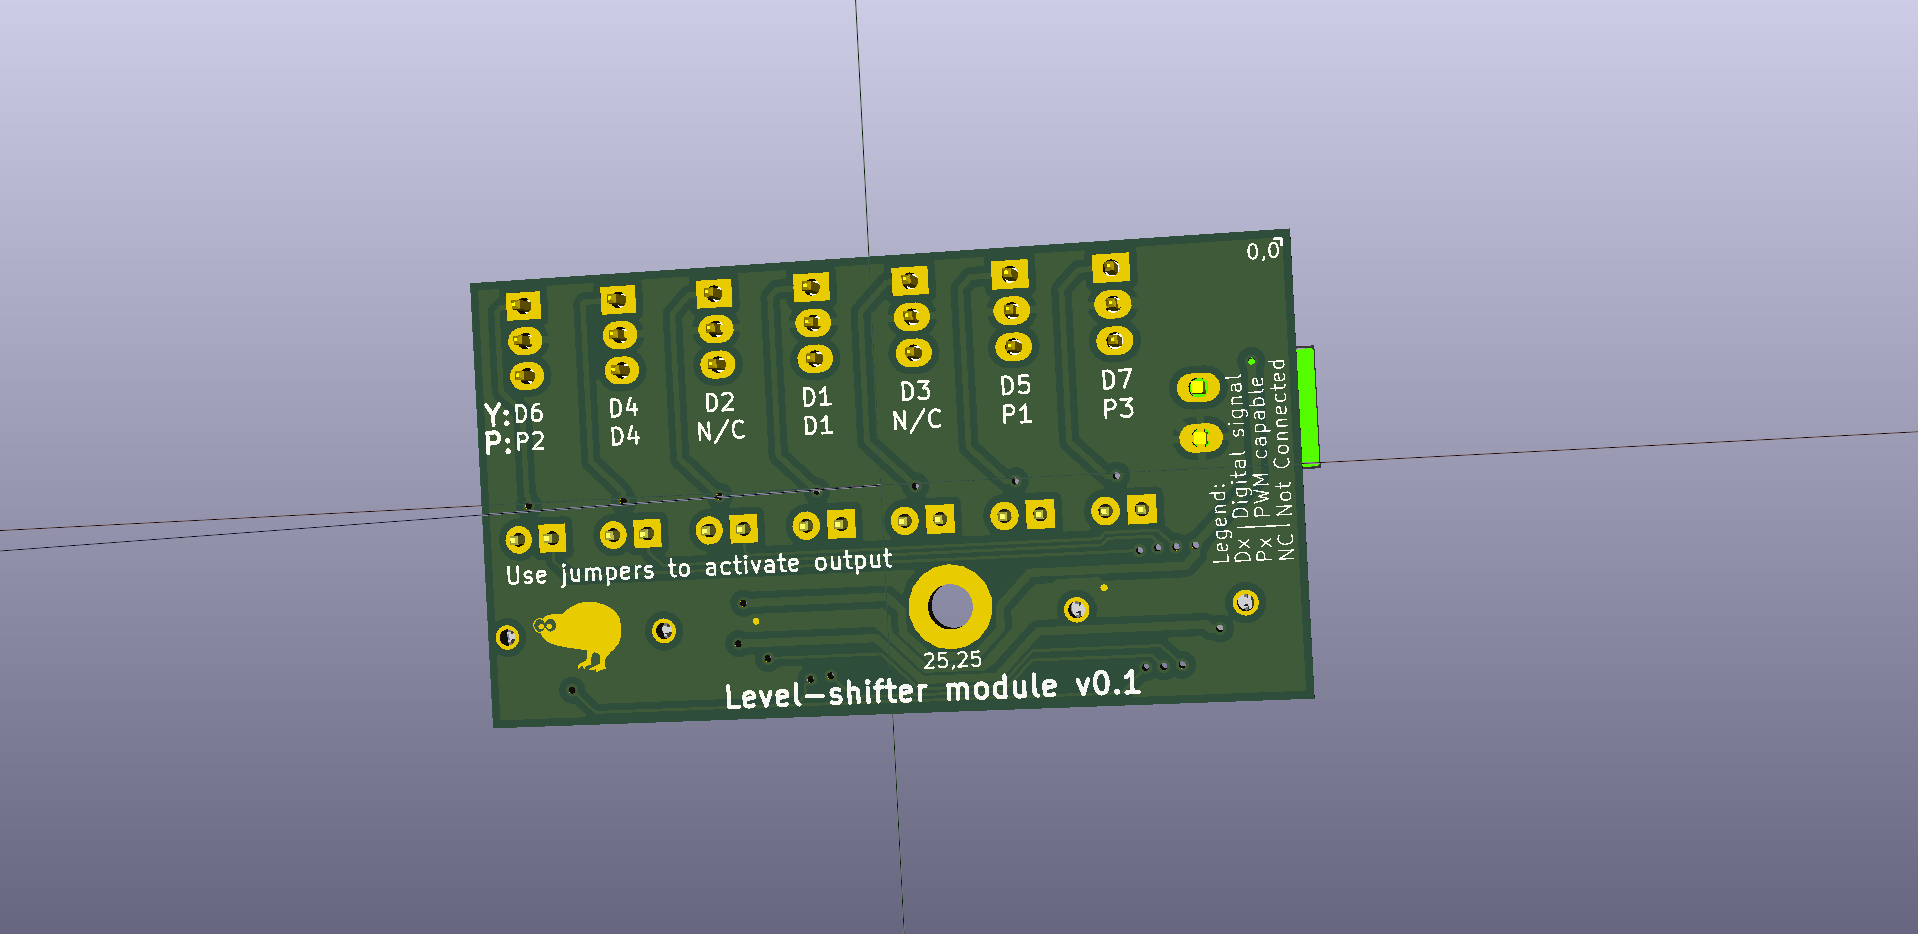 0,0
Y:D6
P:P2
D4
D4
D2
N/C
D1
D1
D3
N/C
D5
P1
D7
P3
Legend:
Dx | Digital signal
Px | PWM capable
NC | Not Connected
Use jumpers to activate output
25,25
Level-shifter module v0.1